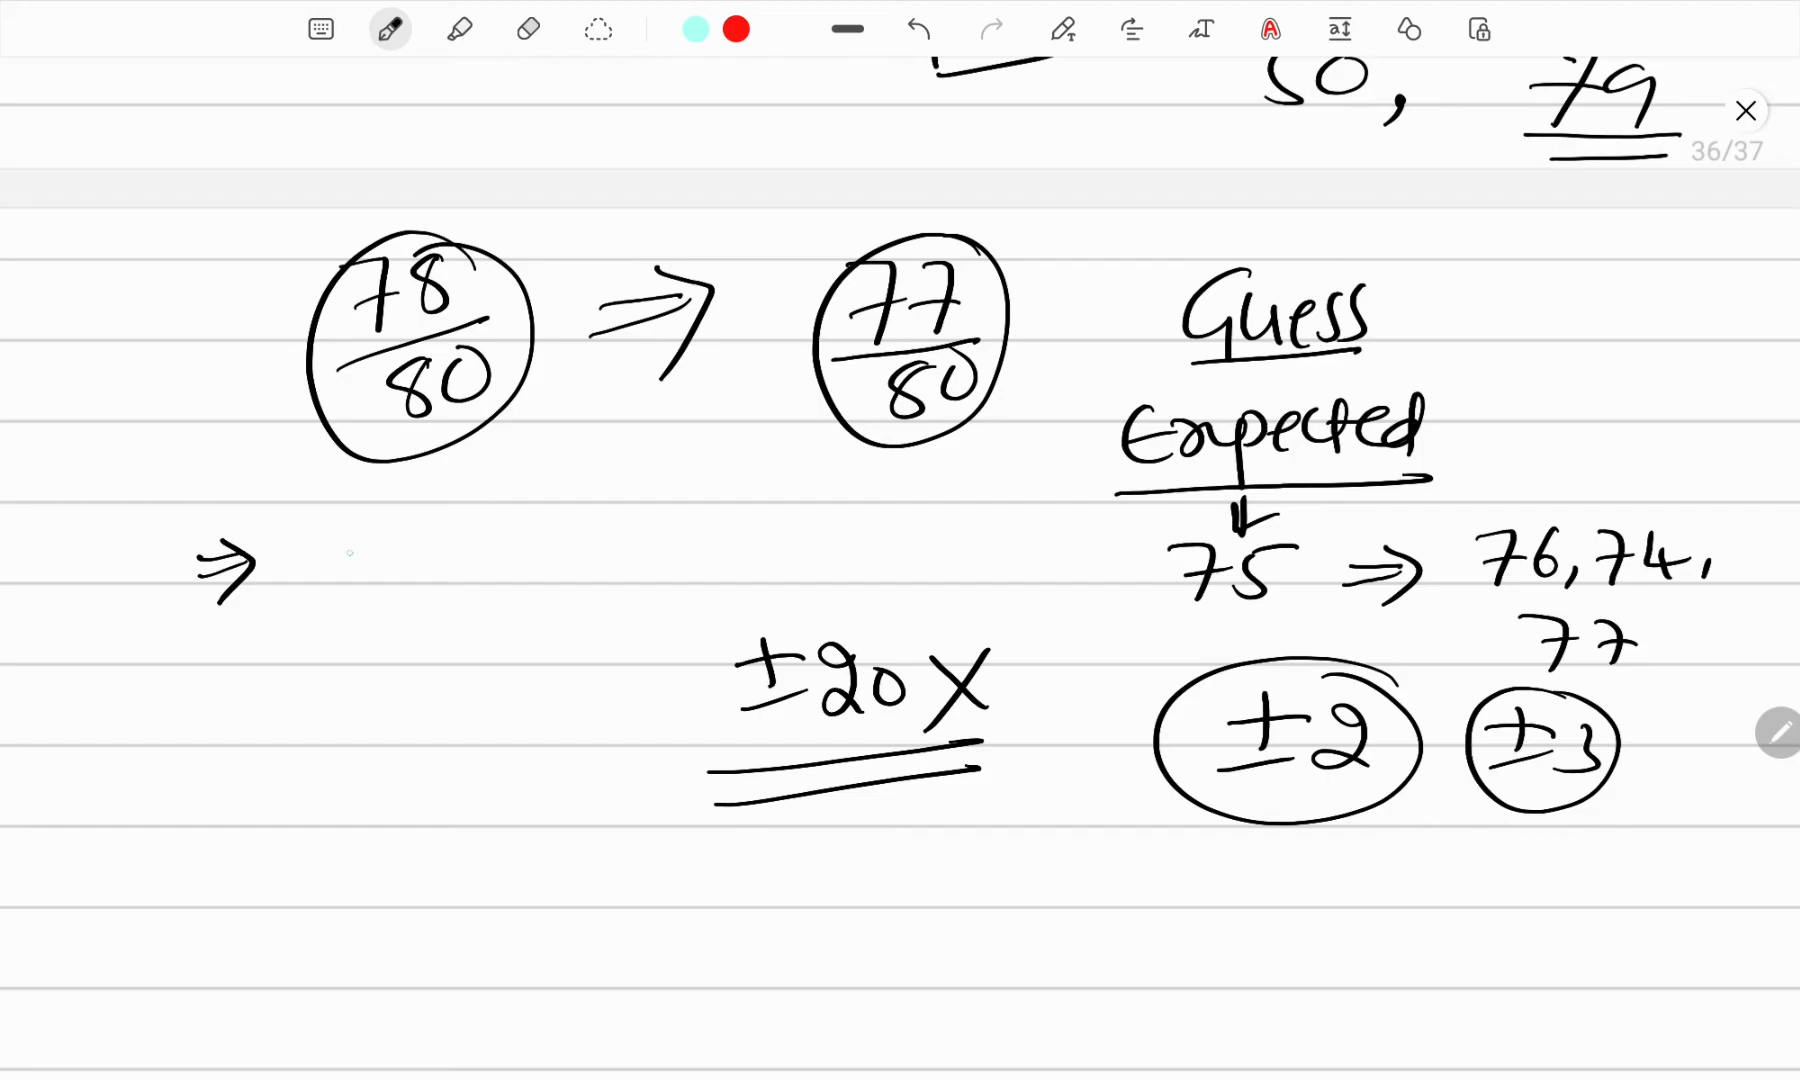 50, 79
36/37
78/80 ⇒ 77/80
Guess
Expected
⇒ 75 ⇒ 76, 74,
77
±20 X ±2 ±3